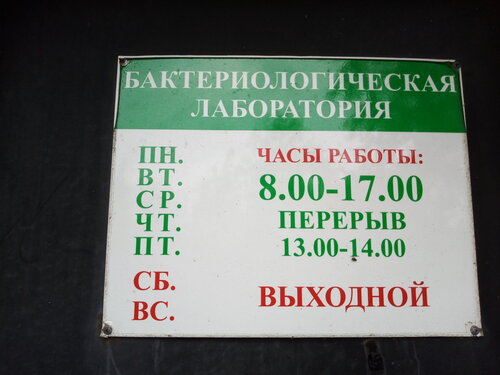 БАКТЕРИОЛОГИЧЕСКАЯ
ЛАБОРАТОРИЯ
ПН. ЧАСЫ РАБОТЫ:
ВТ. 8.00-17.00
СР.
ЧТ. ПЕРЕРЫВ
ПТ. 13.00-14.00
СБ.
ВС. ВЫХОДНОЙ